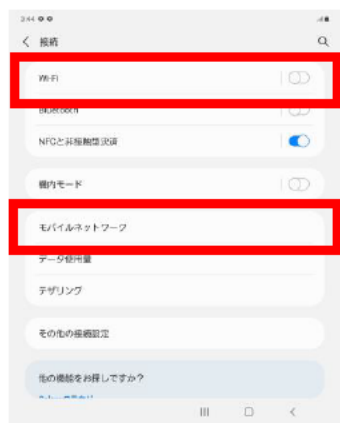 2:44
接続
Wi-Fi
Bluetooth
NFCと非接触型決済
機内モード
モバイルネットワーク
データ使用量
テザリング
その他の接続設定
他の機能をお探しですか?